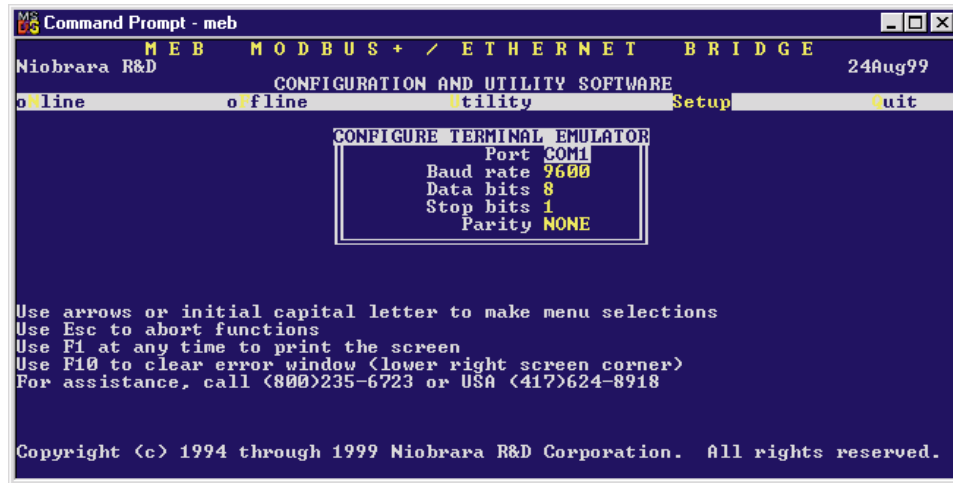 Command Prompt - meb
M E B   M O D B U S + / E T H E R N E T   B R I D G E
Niobrara R&D 24Aug99
CONFIGURATION AND UTILITY SOFTWARE
oNline oFfline Utility Setup Quit
CONFIGURE TERMINAL EMULATOR
Port COM1
Baud rate 9600
Data bits 8
Stop bits 1
Parity NONE
Use arrows or initial capital letter to make menu selections
Use Esc to abort functions
Use F1 at any time to print the screen
Use F10 to clear error window (lower right screen corner)
For assistance, call (800)235-6723 or USA (417)624-8918
Copyright (c) 1994 through 1999 Niobrara R&D Corporation.  All rights reserved.